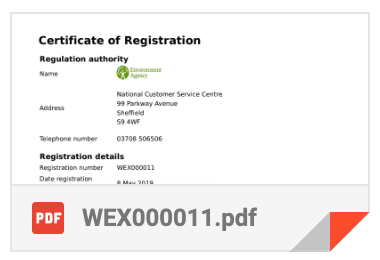 Certificate of Registration
Regulation authority
Name
Environment
Agency
Address
National Customer Service Centre
99 Parkway Avenue
Sheffield
S9 4WF
Telephone number 03708 506506
Registration details
Registration number WEX000011
Date registration
8 May 2019
PDF WEX000011.pdf